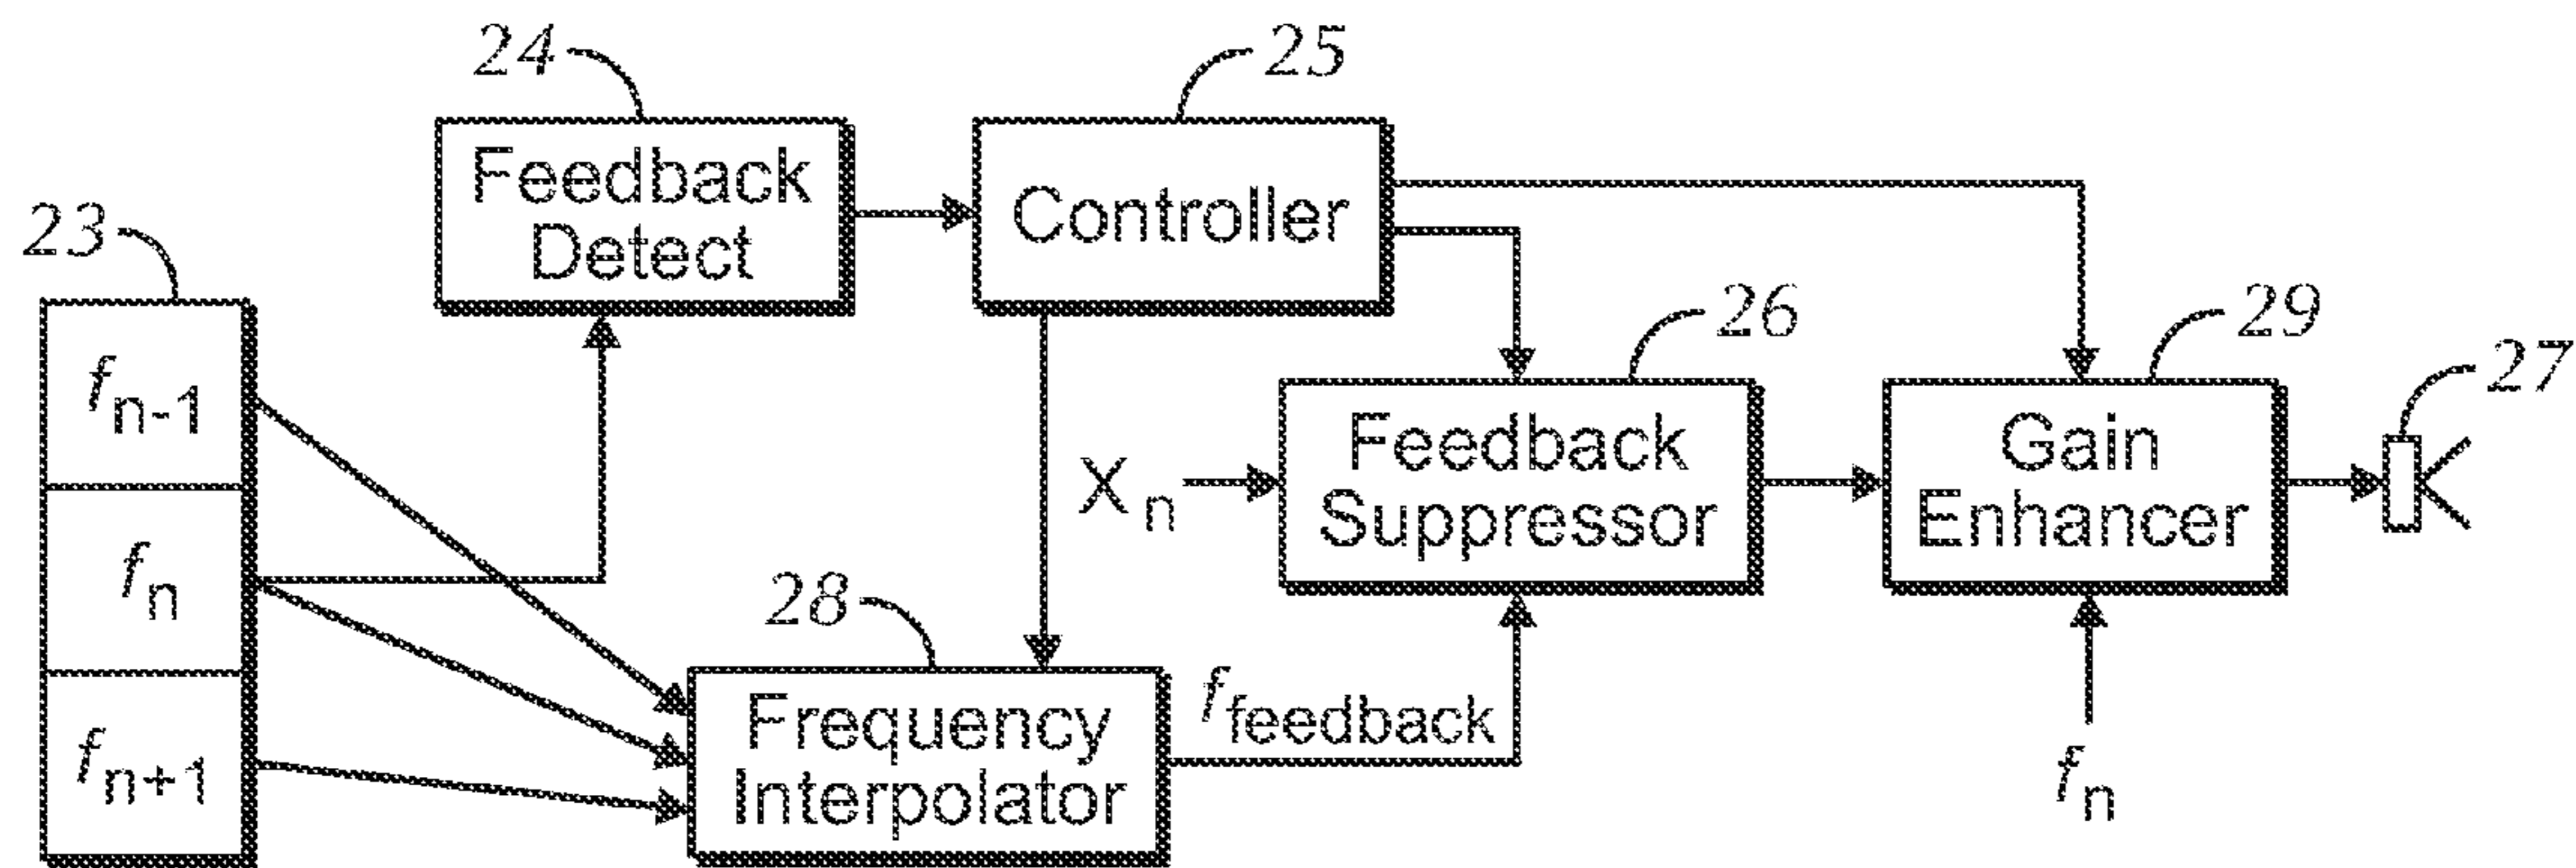 24
25
23
Feedback
Detect
Controller
26
29
27
fn-1
fn
fn+1
Xn
Feedback
Suppressor
Gain
Enhancer
28
Frequency
Interpolator
ffeedback
fn